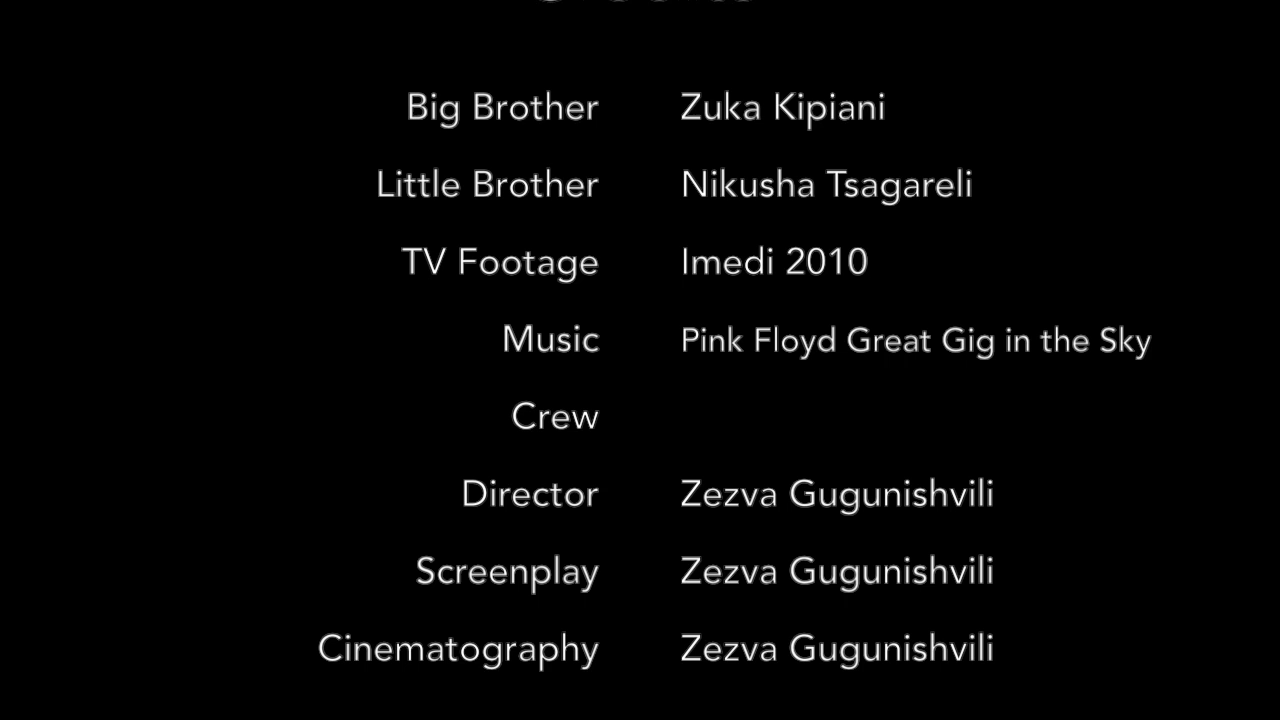 Big Brother Zuka Kipiani
Little Brother Nikusha Tsagareli
TV Footage Imedi 2010
Music Pink Floyd Great Gig in the Sky
Crew
Director Zezva Gugunishvili
Screenplay Zezva Gugunishvili
Cinematography Zezva Gugunishvili